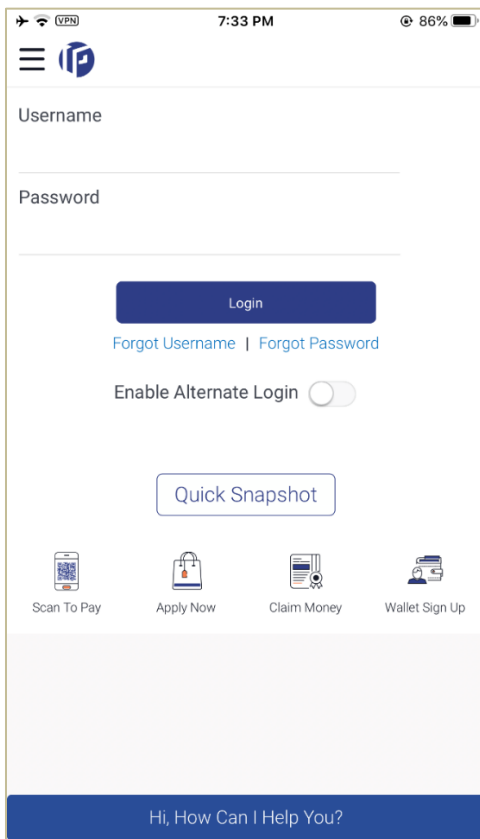 VPN 7:33 PM 86%
Username
Password
Login
Forgot Username | Forgot Password
Enable Alternate Login
Quick Snapshot
Scan To Pay Apply Now Claim Money Wallet Sign Up
Hi, How Can I Help You?